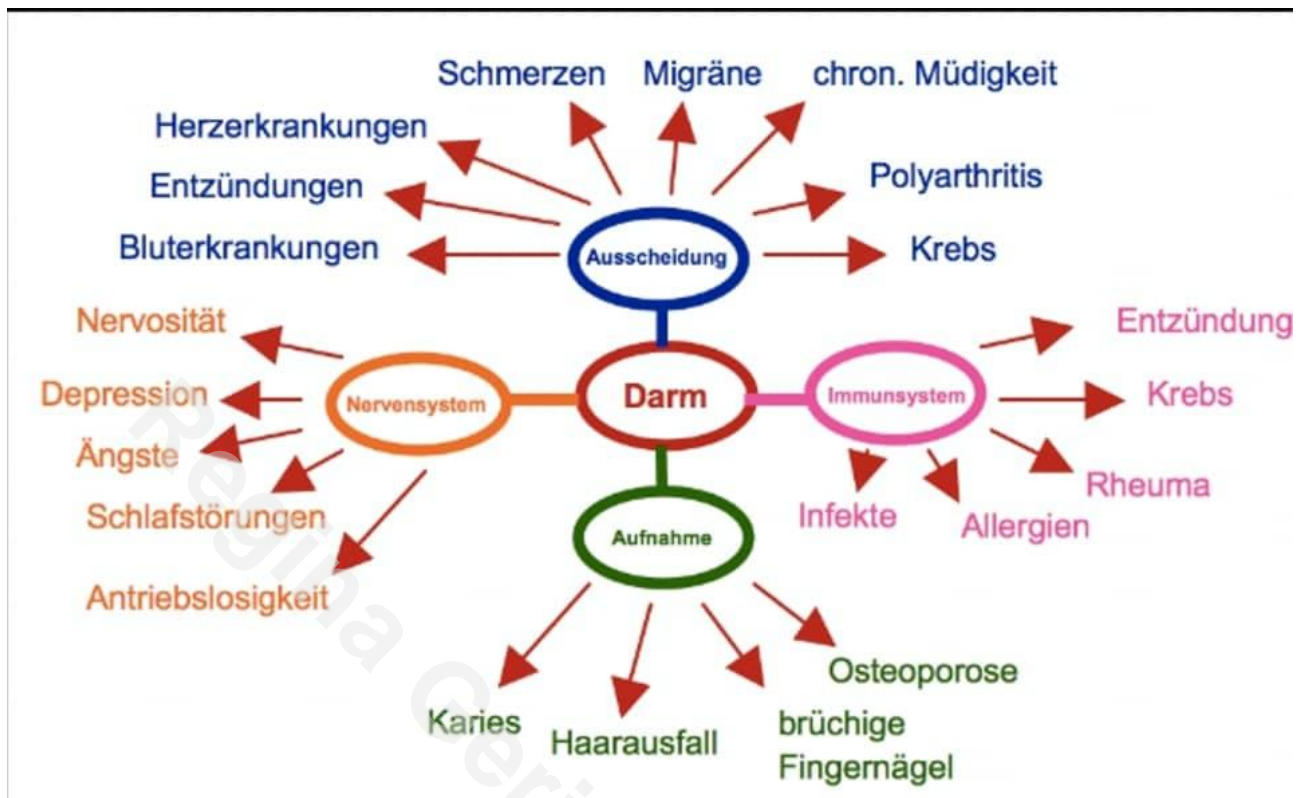 Schmerzen Migräne chron. Müdigkeit
Herzerkrankungen
Polyarthritis
Entzündungen
Bluterkrankungen
Ausscheidung
Krebs
Nervosität
Entzündung
Depression
Nervensystem
Darm
Immunsystem
Krebs
Ängste
Rheuma
Schlafstörungen
Infekte
Allergien
Aufnahme
Antriebslosigkeit
Osteoporose
Karies
Haarausfall
brüchige
Fingernägel
Regina